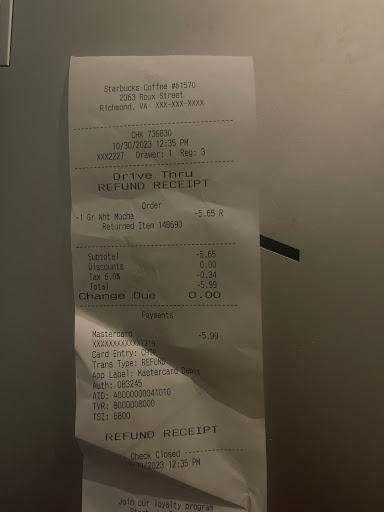 Starbucks Coffee #61570
2363 Roux Street
Richmond, VA XXX-XXX-XXXX
CHK 736830
10/30/2023 12:35 PM
XXX2227 Drawer: 1 Reg: 3
Drive Thru
REFUND RECEIPT
Order
-1 Gr Wht Mocha -5.65 R
Returned Item 148690
Subtotal -5.65
Discounts 0.00
Tax 6.0% -0.34
Total -5.99
Change Due 0.00
Payments
Mastercard -5.99
Card Entry: CHIP
Trans Type: REFUND
App Label: Mastercard Debit
Auth: 083245
AID: A0000000041010
TVR: 8000008000
TSI: 6800
REFUND RECEIPT
Check Closed
/2023 12:35 PM
Join our loyalty program